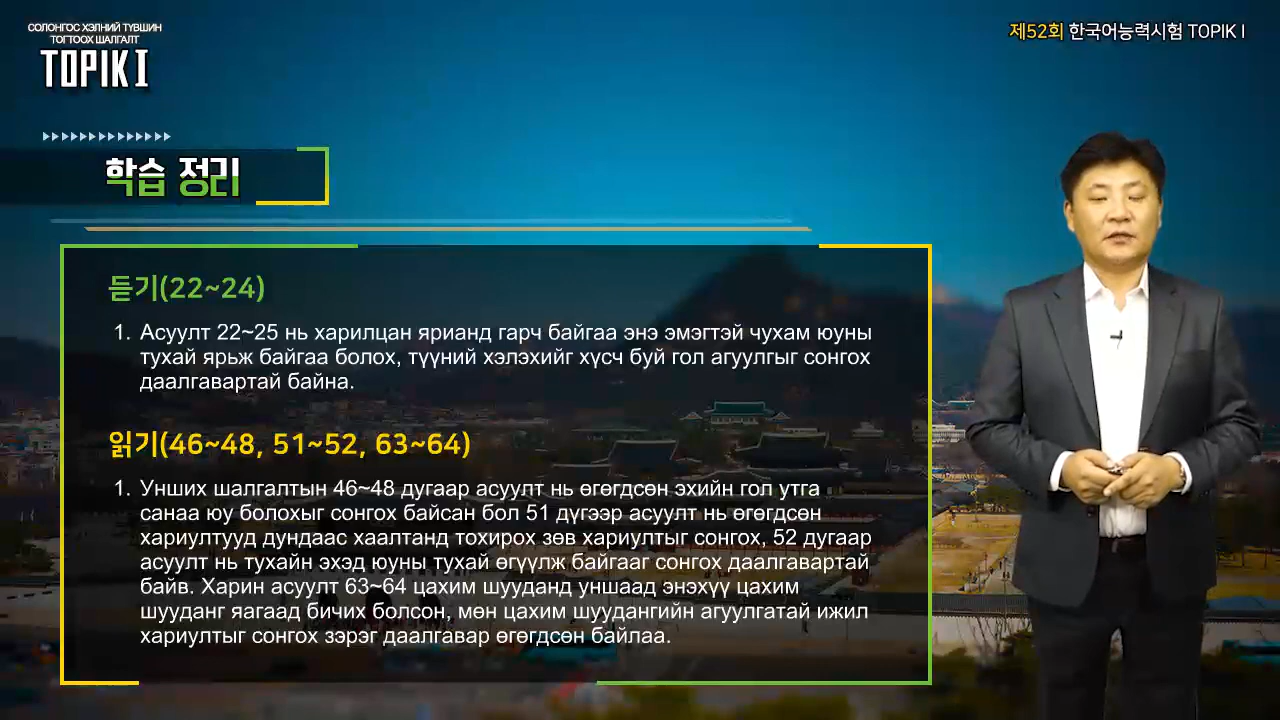 СОЛОНГОС ХЭЛНИЙ ТҮВШИН
ТОГТООХ ШАЛГАЛТ
TOPIK I
제52회 한국어능력시험 TOPIK I
학습 정리
듣기(22~24)
1. Асуулт 22~25 нь харилцан ярианд гарч байгаа энэ эмэгтэй чухам юуны
тухай ярьж байгаа болох, түүний хэлэхийг хүсч буй гол агуулгыг сонгох
даалгавартай байна.
읽기(46~48, 51~52, 63~64)
1. Унших шалгалтын 46~48 дугаар асуулт нь өгөгдсөн эхийн гол утга
санаа юу болохыг сонгох байсан бол 51 дүгээр асуулт нь өгөгдсөн
хариултууд дундаас хаалтанд тохирох зөв хариултыг сонгох, 52 дугаар
асуулт нь тухайн эхэд юуны тухай өгүүлж байгааг сонгох даалгавартай
байв. Харин асуулт 63~64 цахим шууданд уншаад энэхүү цахим
шууданг яагаад бичих болсон, мөн цахим шуудангийн агуулгатай ижил
хариултыг сонгох зэрэг даалгавар өгөгдсөн байлаа.